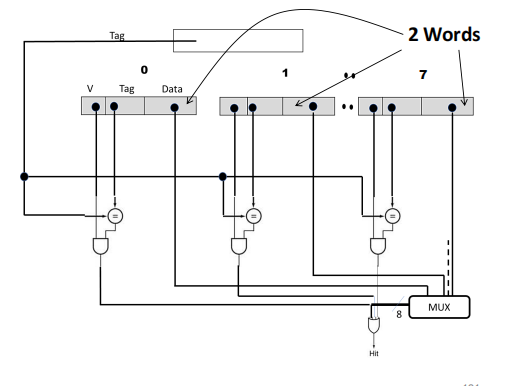 Tag
2 Words
0
1
7
V Tag Data
=
=
=
MUX
8
Hit